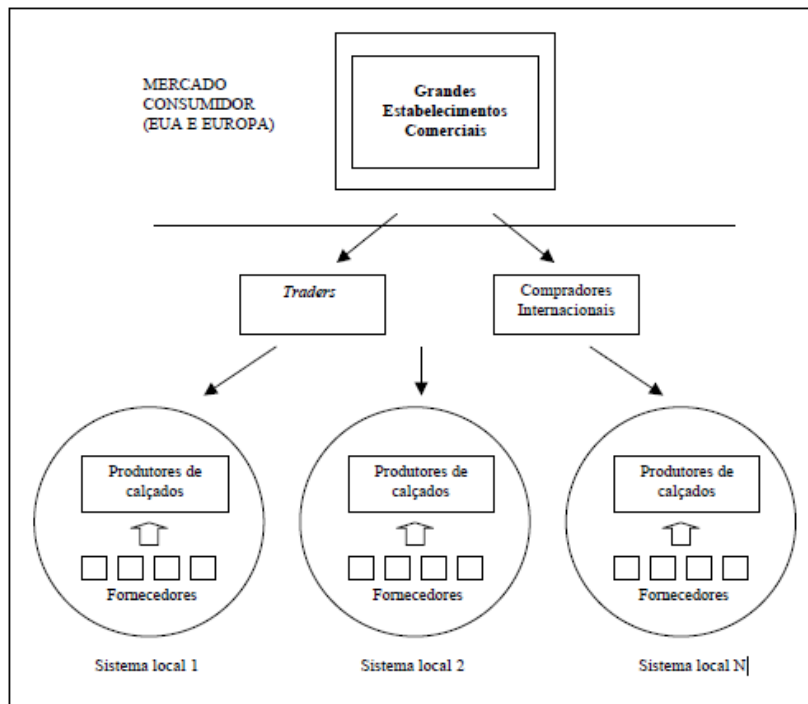 MERCADO
CONSUMIDOR
(EUA E EUROPA)
Grandes
Estabelecimentos
Comerciais
Traders
Compradores
Internacionais
Produtores de
calçados
Fornecedores
Sistema local 1
Produtores de
calçados
Fornecedores
Sistema local 2
Produtores de
calçados
Fornecedores
Sistema local N